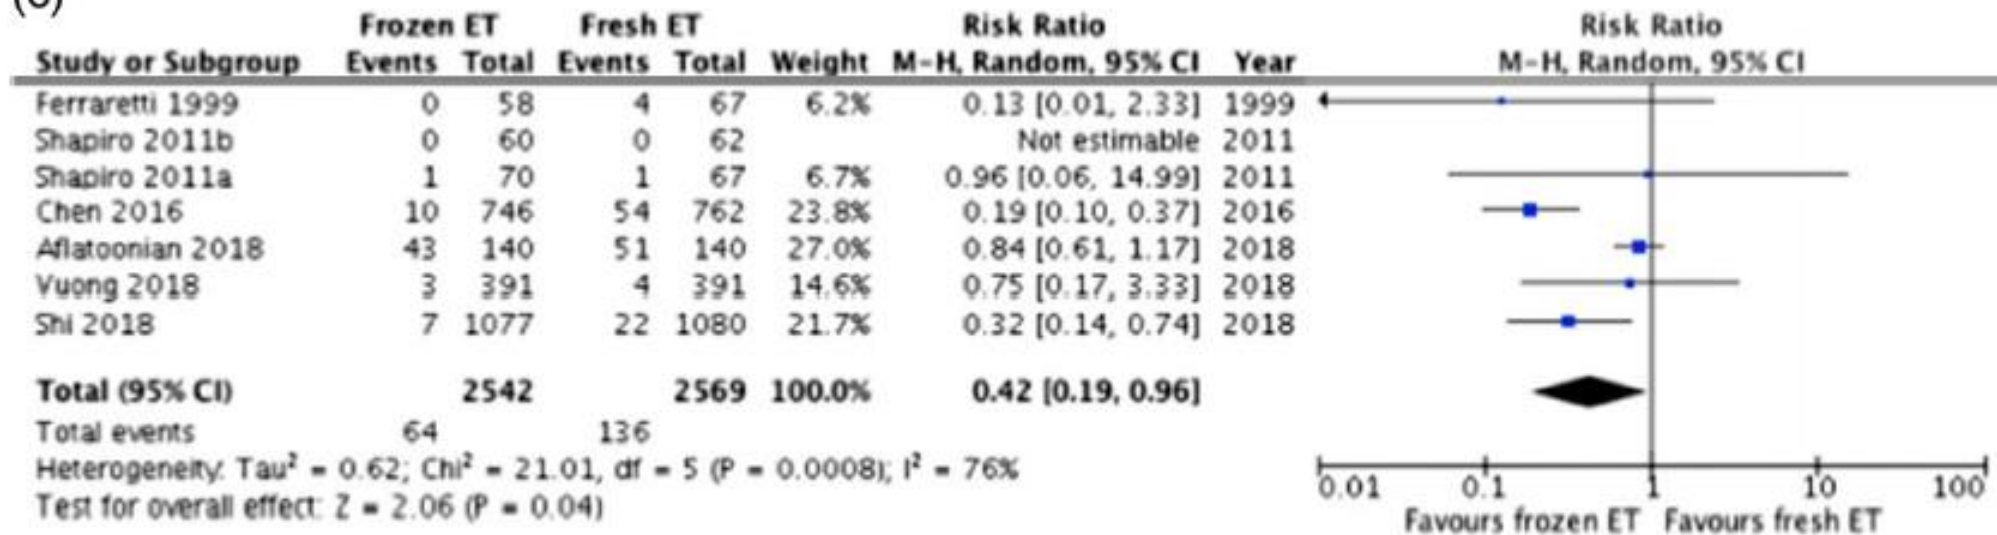 (c)
Frozen ET Fresh ET Risk Ratio Risk Ratio
Study or Subgroup Events Total Events Total Weight M-H, Random, 95% CI Year M-H, Random, 95% CI
Ferraretti 1999 0 58 4 67 6.2% 0.13 [0.01, 2.33] 1999
Shapiro 2011b 0 60 0 62 Not estimable 2011
Shapiro 2011a 1 70 1 67 6.7% 0.96 [0.06, 14.99] 2011
Chen 2016 10 746 54 762 23.8% 0.19 [0.10, 0.37] 2016
Aflatoonian 2018 43 140 51 140 27.0% 0.84 [0.61, 1.17] 2018
Vuong 2018 3 391 4 391 14.6% 0.75 [0.17, 3.33] 2018
Shi 2018 7 1077 22 1080 21.7% 0.32 [0.14, 0.74] 2018
Total (95% CI) 2542 2569 100.0% 0.42 [0.19, 0.96]
Total events 64 136
Heterogeneity: Tau² = 0.62; Chi² = 21.01, df = 5 (P = 0.0008); I² = 76%
Test for overall effect: Z = 2.06 (P = 0.04)
0.01 0.1 1 10 100
Favours frozen ET Favours fresh ET